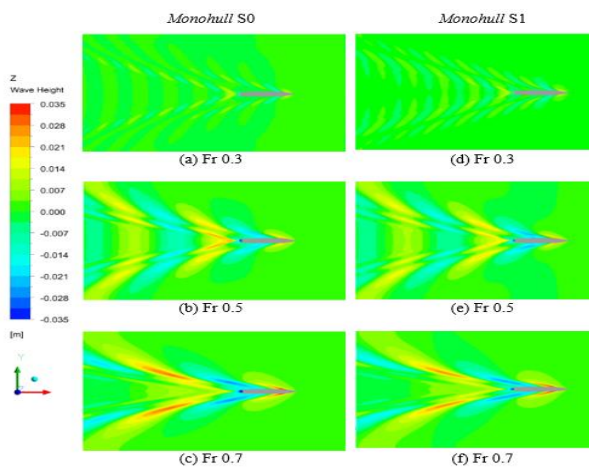 Monohull S0
Monohull S1
Z
Wave Height
0.035
0.028
0.021
0.014
0.007
0.000
-0.007
-0.014
-0.021
-0.028
-0.035
[m]
Y
(a) Fr 0.3
(d) Fr 0.3
(b) Fr 0.5
(e) Fr 0.5
(c) Fr 0.7
(f) Fr 0.7